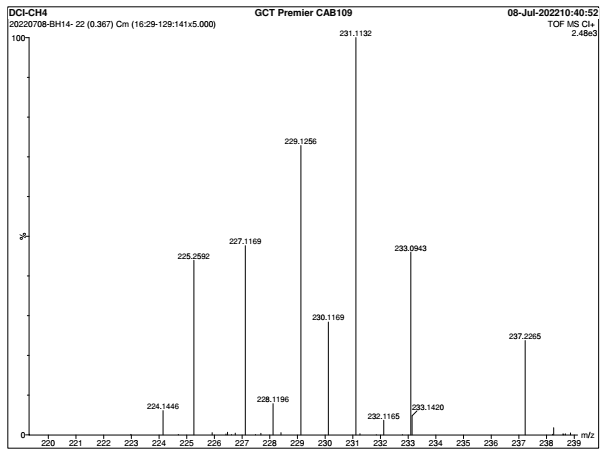 DCI-CH4 GCT Premier CAB109 08-Jul-202210:40:52
20220708-BH14- 22 (0.367) Cm (16:29-129:141x5.000) TOF MS CI+
2.48e3
231.1132
100
229.1256
%
227.1169
233.0943
225.2592
230.1169
237.2265
224.1446
228.1196
233.1420
232.1165
0
m/z
220 221 222 223 224 225 226 227 228 229 230 231 232 233 234 235 236 237 238 239